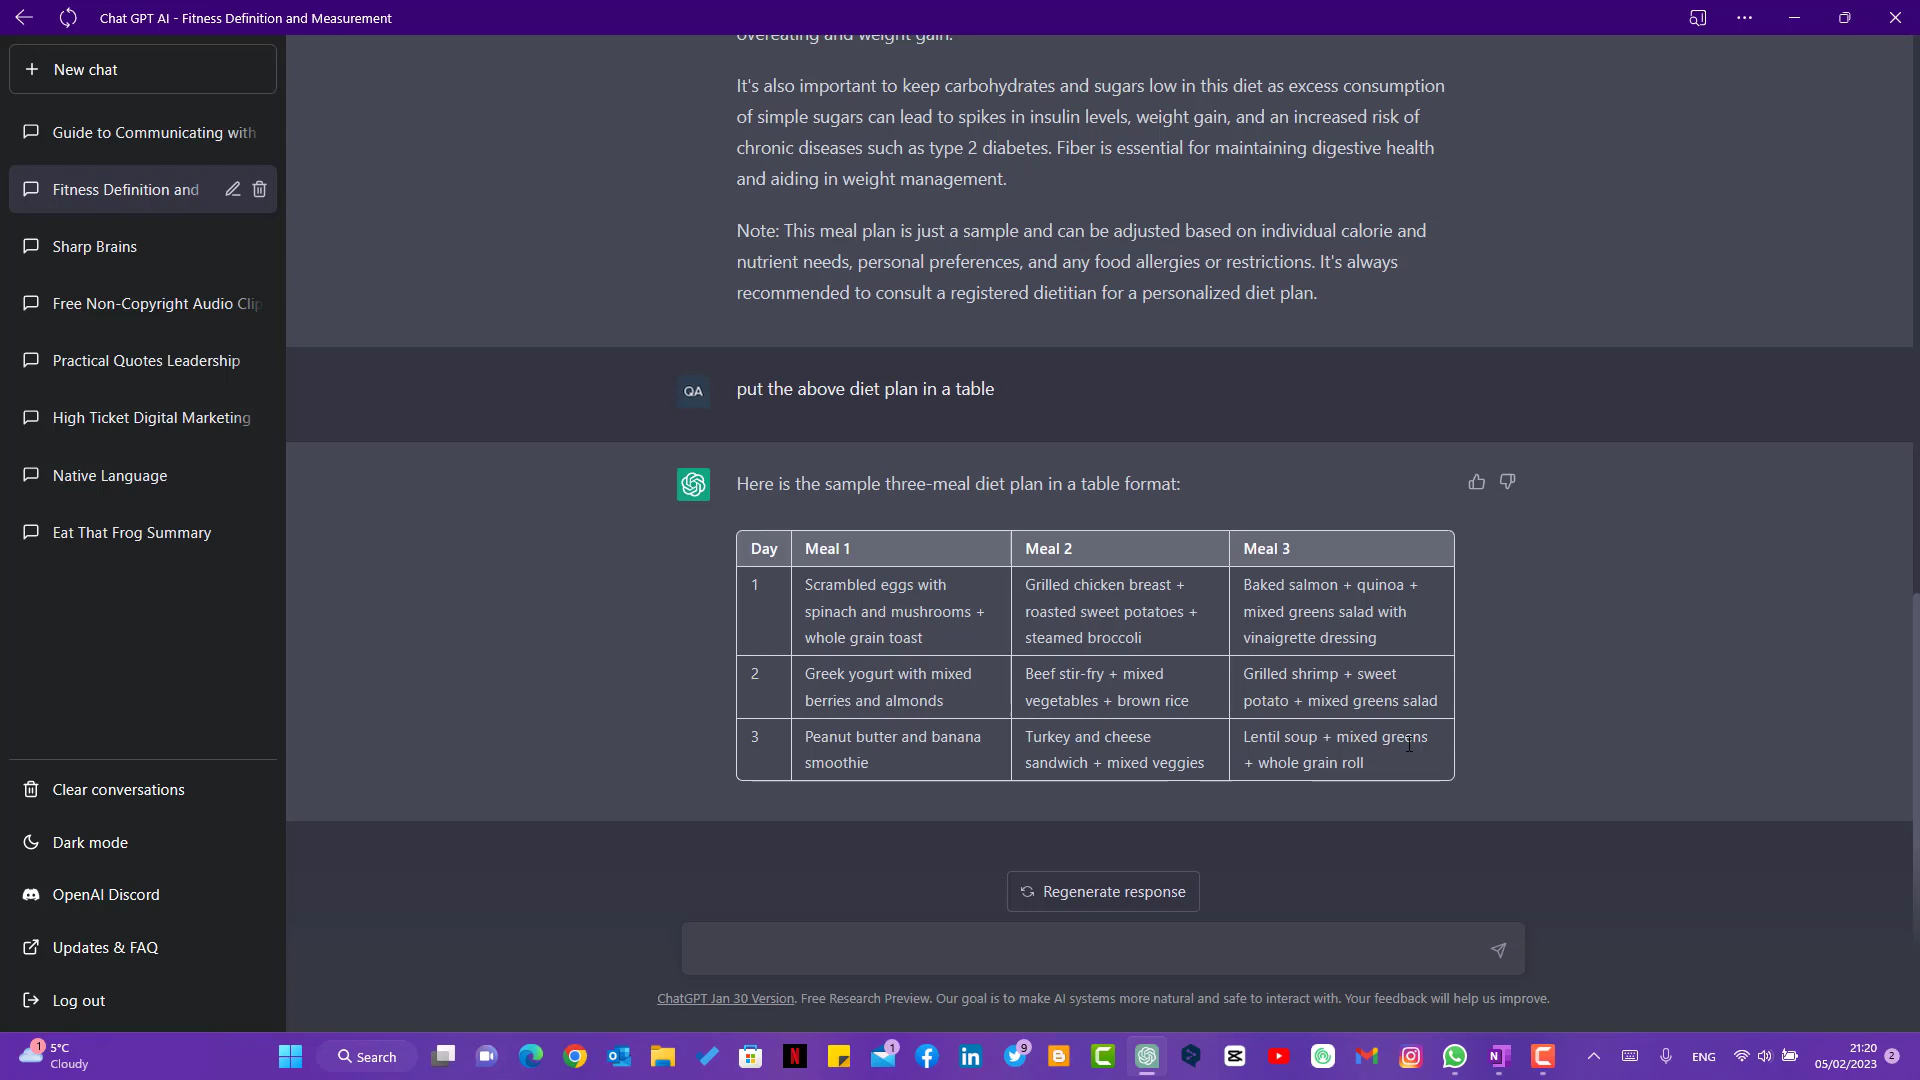 Chat GPT AI - Fitness Definition and Measurement
New chat
Guide to Communicating with
Fitness Definition and
Sharp Brains
Free Non-Copyright Audio Clip
Practical Quotes Leadership
High Ticket Digital Marketing
Native Language
Eat That Frog Summary
Clear conversations
Dark mode
OpenAI Discord
Updates & FAQ
Log out
overeating and weight gain.
It's also important to keep carbohydrates and sugars low in this diet as excess consumption
of simple sugars can lead to spikes in insulin levels, weight gain, and an increased risk of
chronic diseases such as type 2 diabetes. Fiber is essential for maintaining digestive health
and aiding in weight management.
Note: This meal plan is just a sample and can be adjusted based on individual calorie and
nutrient needs, personal preferences, and any food allergies or restrictions. It's always
recommended to consult a registered dietitian for a personalized diet plan.
QA
put the above diet plan in a table
Here is the sample three-meal diet plan in a table format:
Day Meal 1 Meal 2 Meal 3
1 Scrambled eggs with Grilled chicken breast + Baked salmon + quinoa +
spinach and mushrooms + roasted sweet potatoes + mixed greens salad with
whole grain toast steamed broccoli vinaigrette dressing
2 Greek yogurt with mixed Beef stir-fry + mixed Grilled shrimp + sweet
berries and almonds vegetables + brown rice potato + mixed greens salad
3 Peanut butter and banana Turkey and cheese Lentil soup + mixed greens
smoothie sandwich + mixed veggies + whole grain roll
Regenerate response
ChatGPT Jan 30 Version. Free Research Preview. Our goal is to make AI systems more natural and safe to interact with. Your feedback will help us improve.
1
5°C
Cloudy
Search
1
9
ENG
21:20
05/02/2023
2